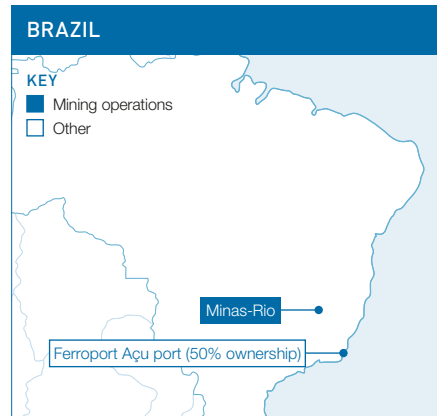 BRAZIL
KEY
Mining operations
Other
Minas-Rio
Ferroport Açu port (50% ownership)